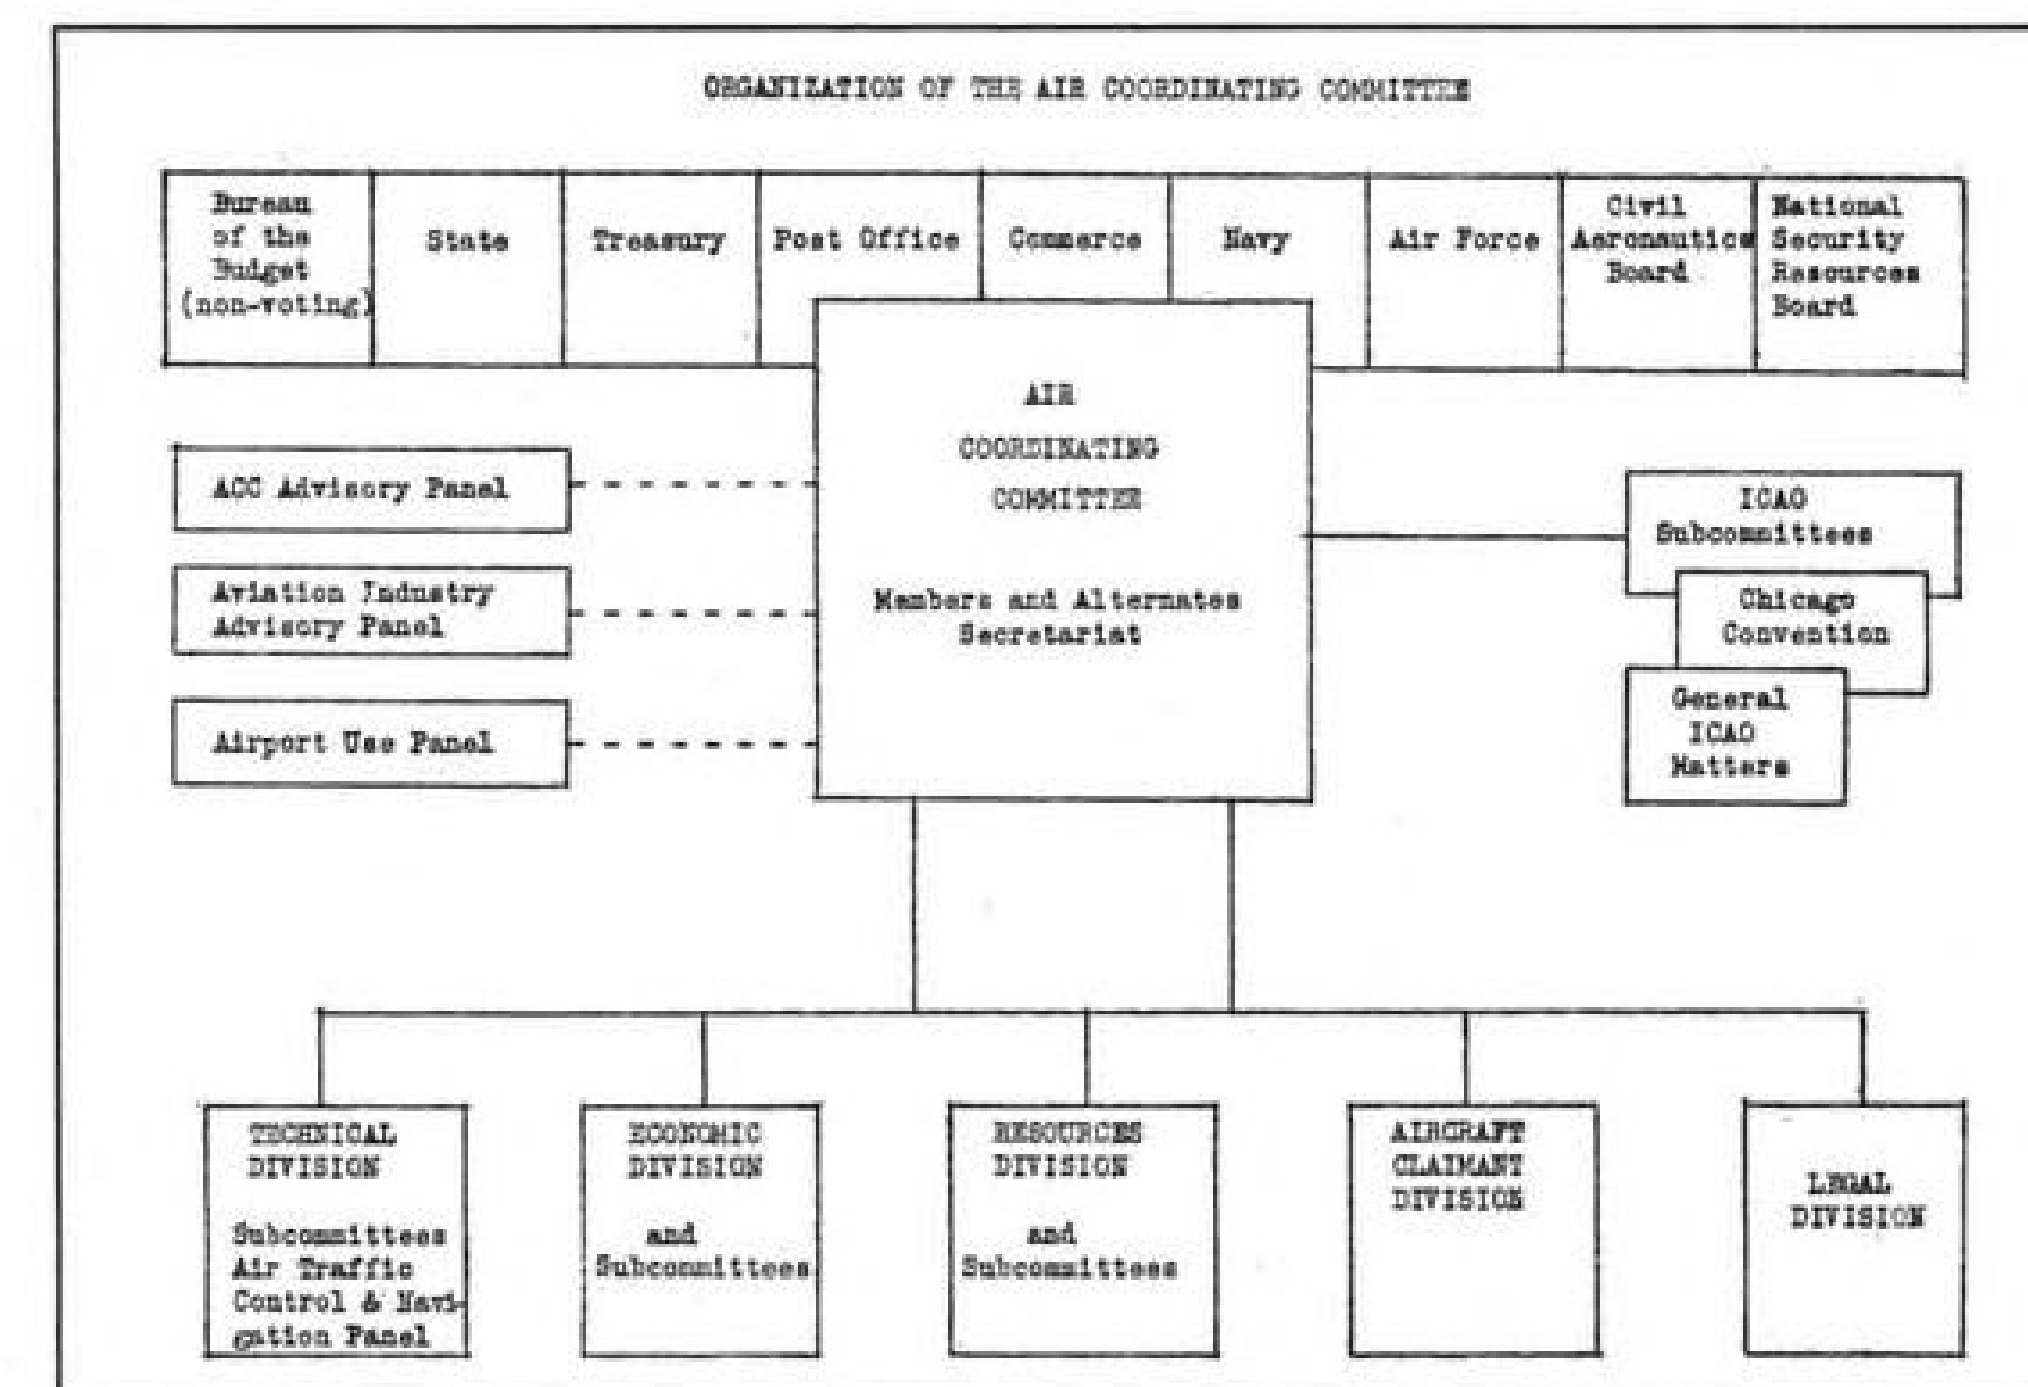 ORGANIZATION OF THE AIR COORDINATING COMMITTEE
Bureau
of the
Budget
(non-voting)
State
Treasury
Post Office
Commerce
Navy
Air Force
Civil
Aeronautics
Board
National
Security
Resources
Board
AIR
COORDINATING
COMMITTEE
Members and Alternates
Secretariat
ACC Advisory Panel
Aviation Industry
Advisory Panel
Airport Use Panel
ICAO
Subcommittees
Chicago
Convention
General
ICAO
Matters
TECHNICAL
DIVISION
Subcommittees
Air Traffic
Control & Navi-
gation Panel
ECONOMIC
DIVISION
and
Subcommittees
RESOURCES
DIVISION
and
Subcommittees
AIRCRAFT
CLAIMANT
DIVISION
LEGAL
DIVISION